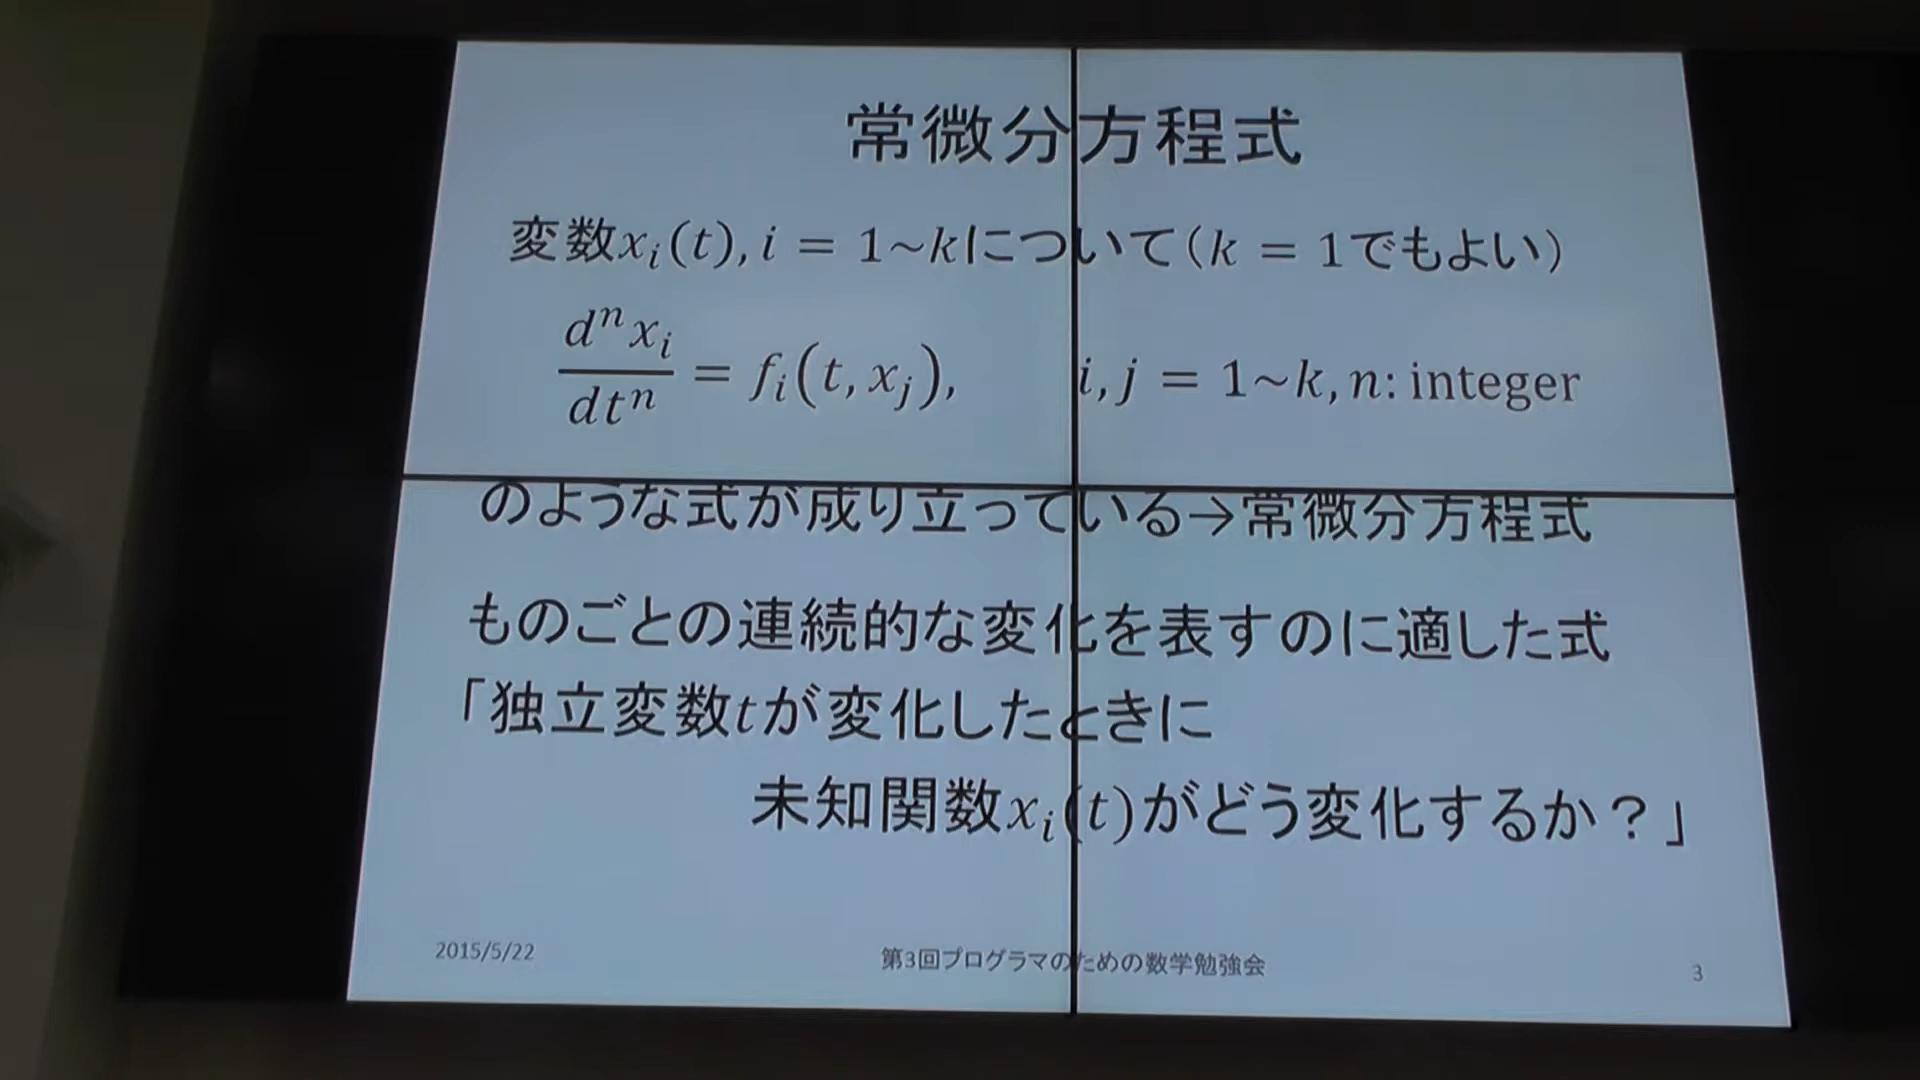 常微分方程式
変数xᵢ(t), i = 1~kについて(k = 1でもよい)
dⁿxᵢ/dtⁿ = fᵢ(t, xⱼ), i, j = 1~k, n: integer
のような式が成り立っている→常微分方程式
ものごとの連続的な変化を表すのに適した式
「独立変数tが変化したときに
未知関数xᵢ(t)がどう変化するか？」
2015/5/22 第3回プログラマのための数学勉強会 3